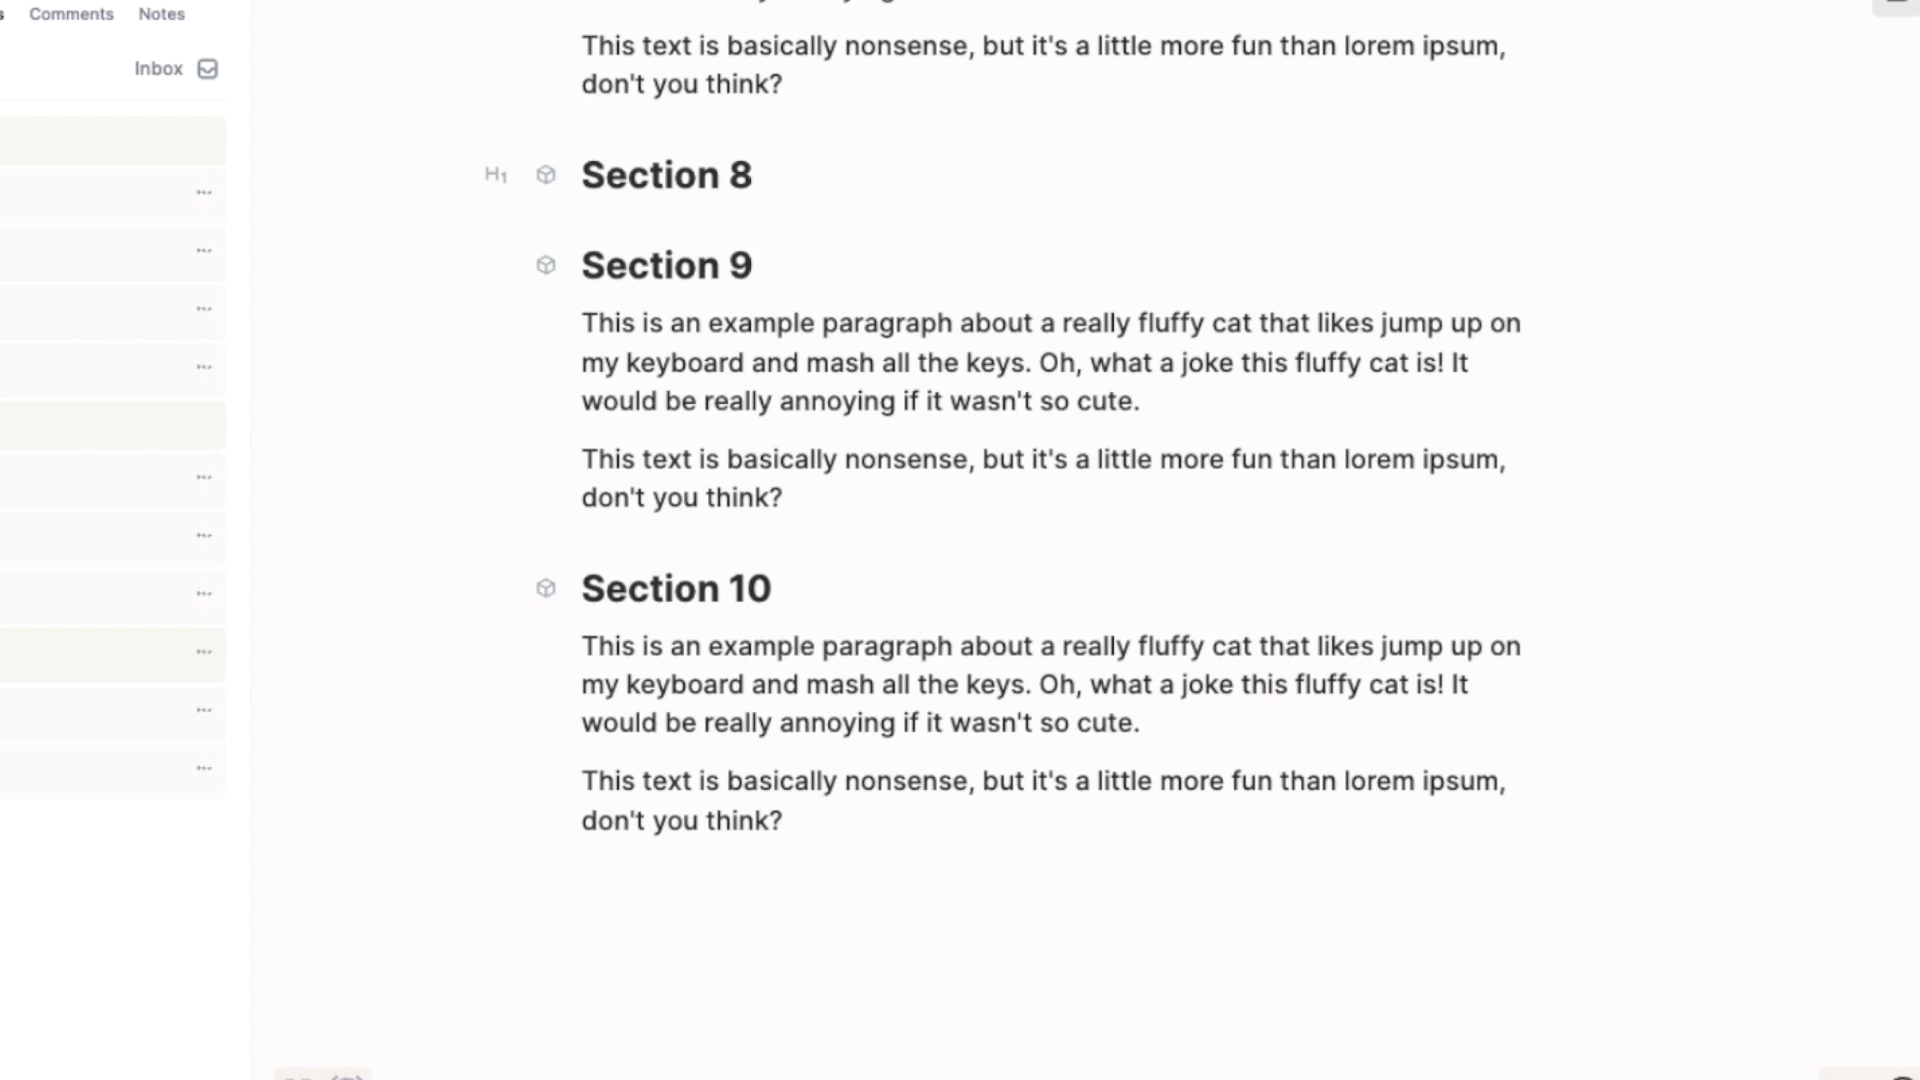 Comments Notes
Inbox
This text is basically nonsense, but it's a little more fun than lorem ipsum,
don't you think?
H1 Section 8
Section 9
This is an example paragraph about a really fluffy cat that likes jump up on
my keyboard and mash all the keys. Oh, what a joke this fluffy cat is! It
would be really annoying if it wasn't so cute.
This text is basically nonsense, but it's a little more fun than lorem ipsum,
don't you think?
Section 10
This is an example paragraph about a really fluffy cat that likes jump up on
my keyboard and mash all the keys. Oh, what a joke this fluffy cat is! It
would be really annoying if it wasn't so cute.
This text is basically nonsense, but it's a little more fun than lorem ipsum,
don't you think?